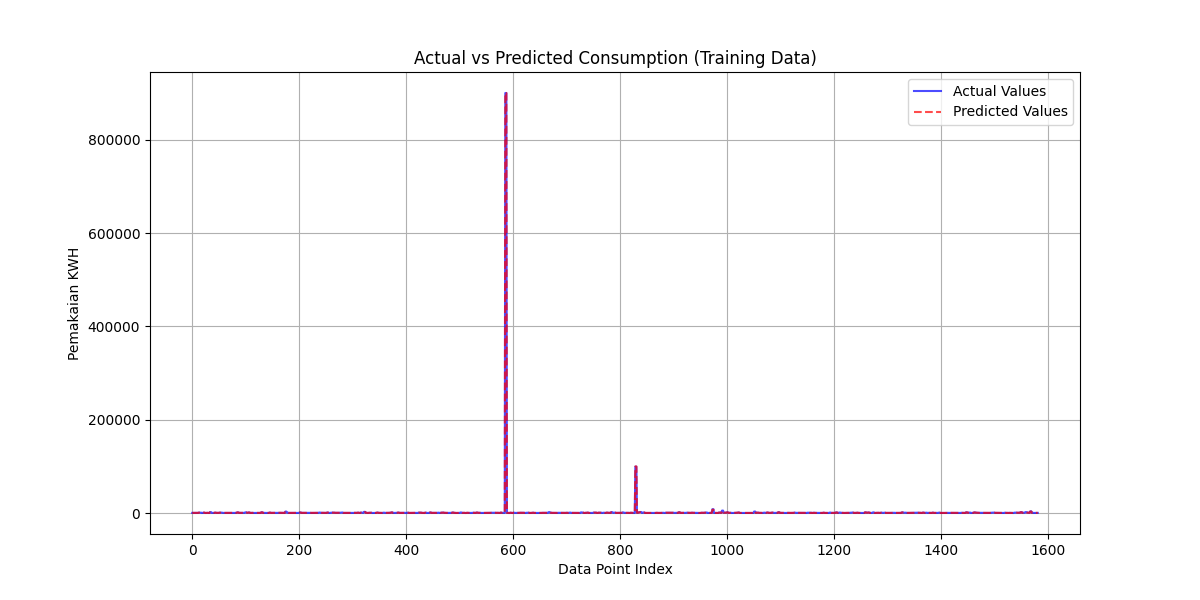 Actual vs Predicted Consumption (Training Data)
Actual Values
Predicted Values
800000
600000
400000
200000
0
Pemakaian KWH
0 200 400 600 800 1000 1200 1400 1600
Data Point Index